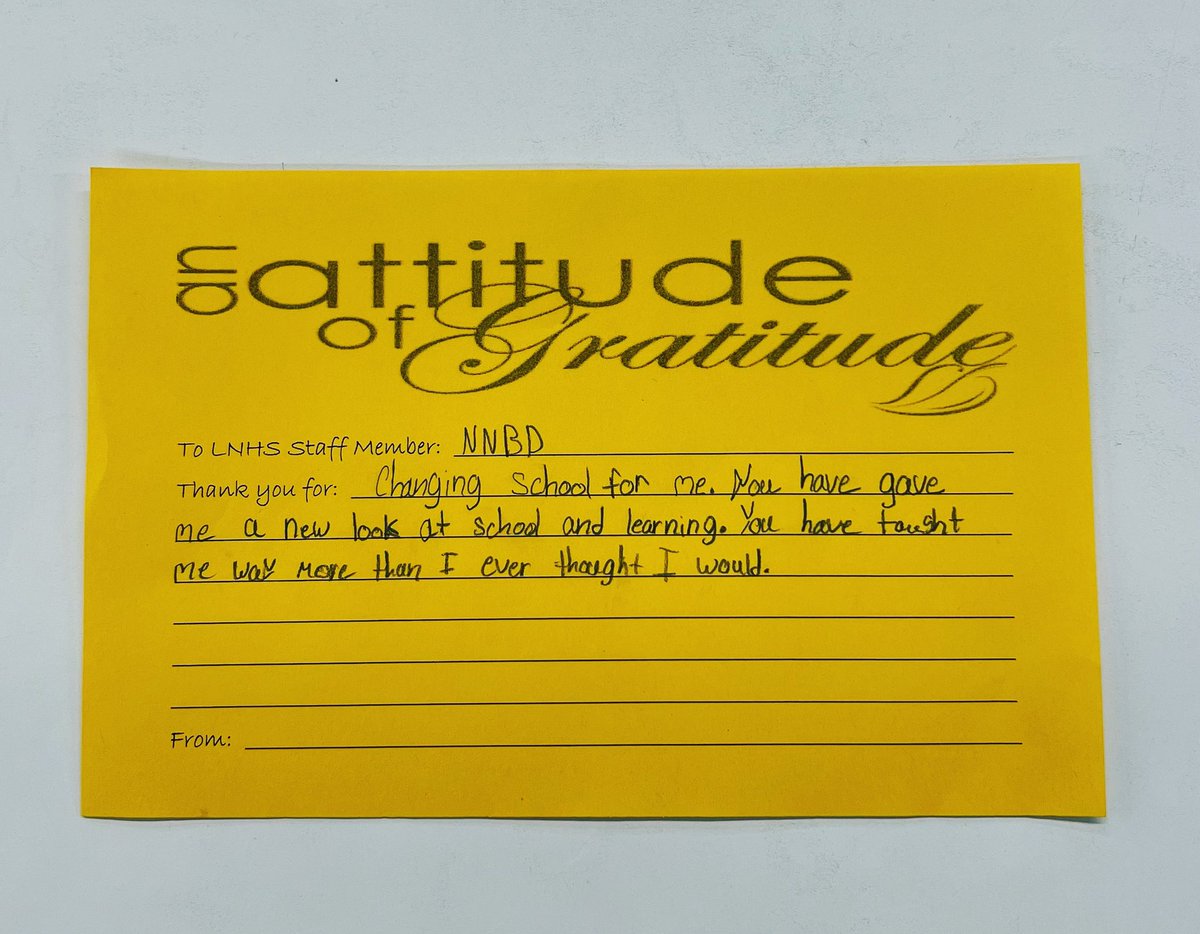 an attitude
of Gratitude
To LNHS Staff Member: NNBD
Thank you for: Changing School for me. You have gave
me a new look at school and learning. You have taught
me way more than I ever thought I would.
From: